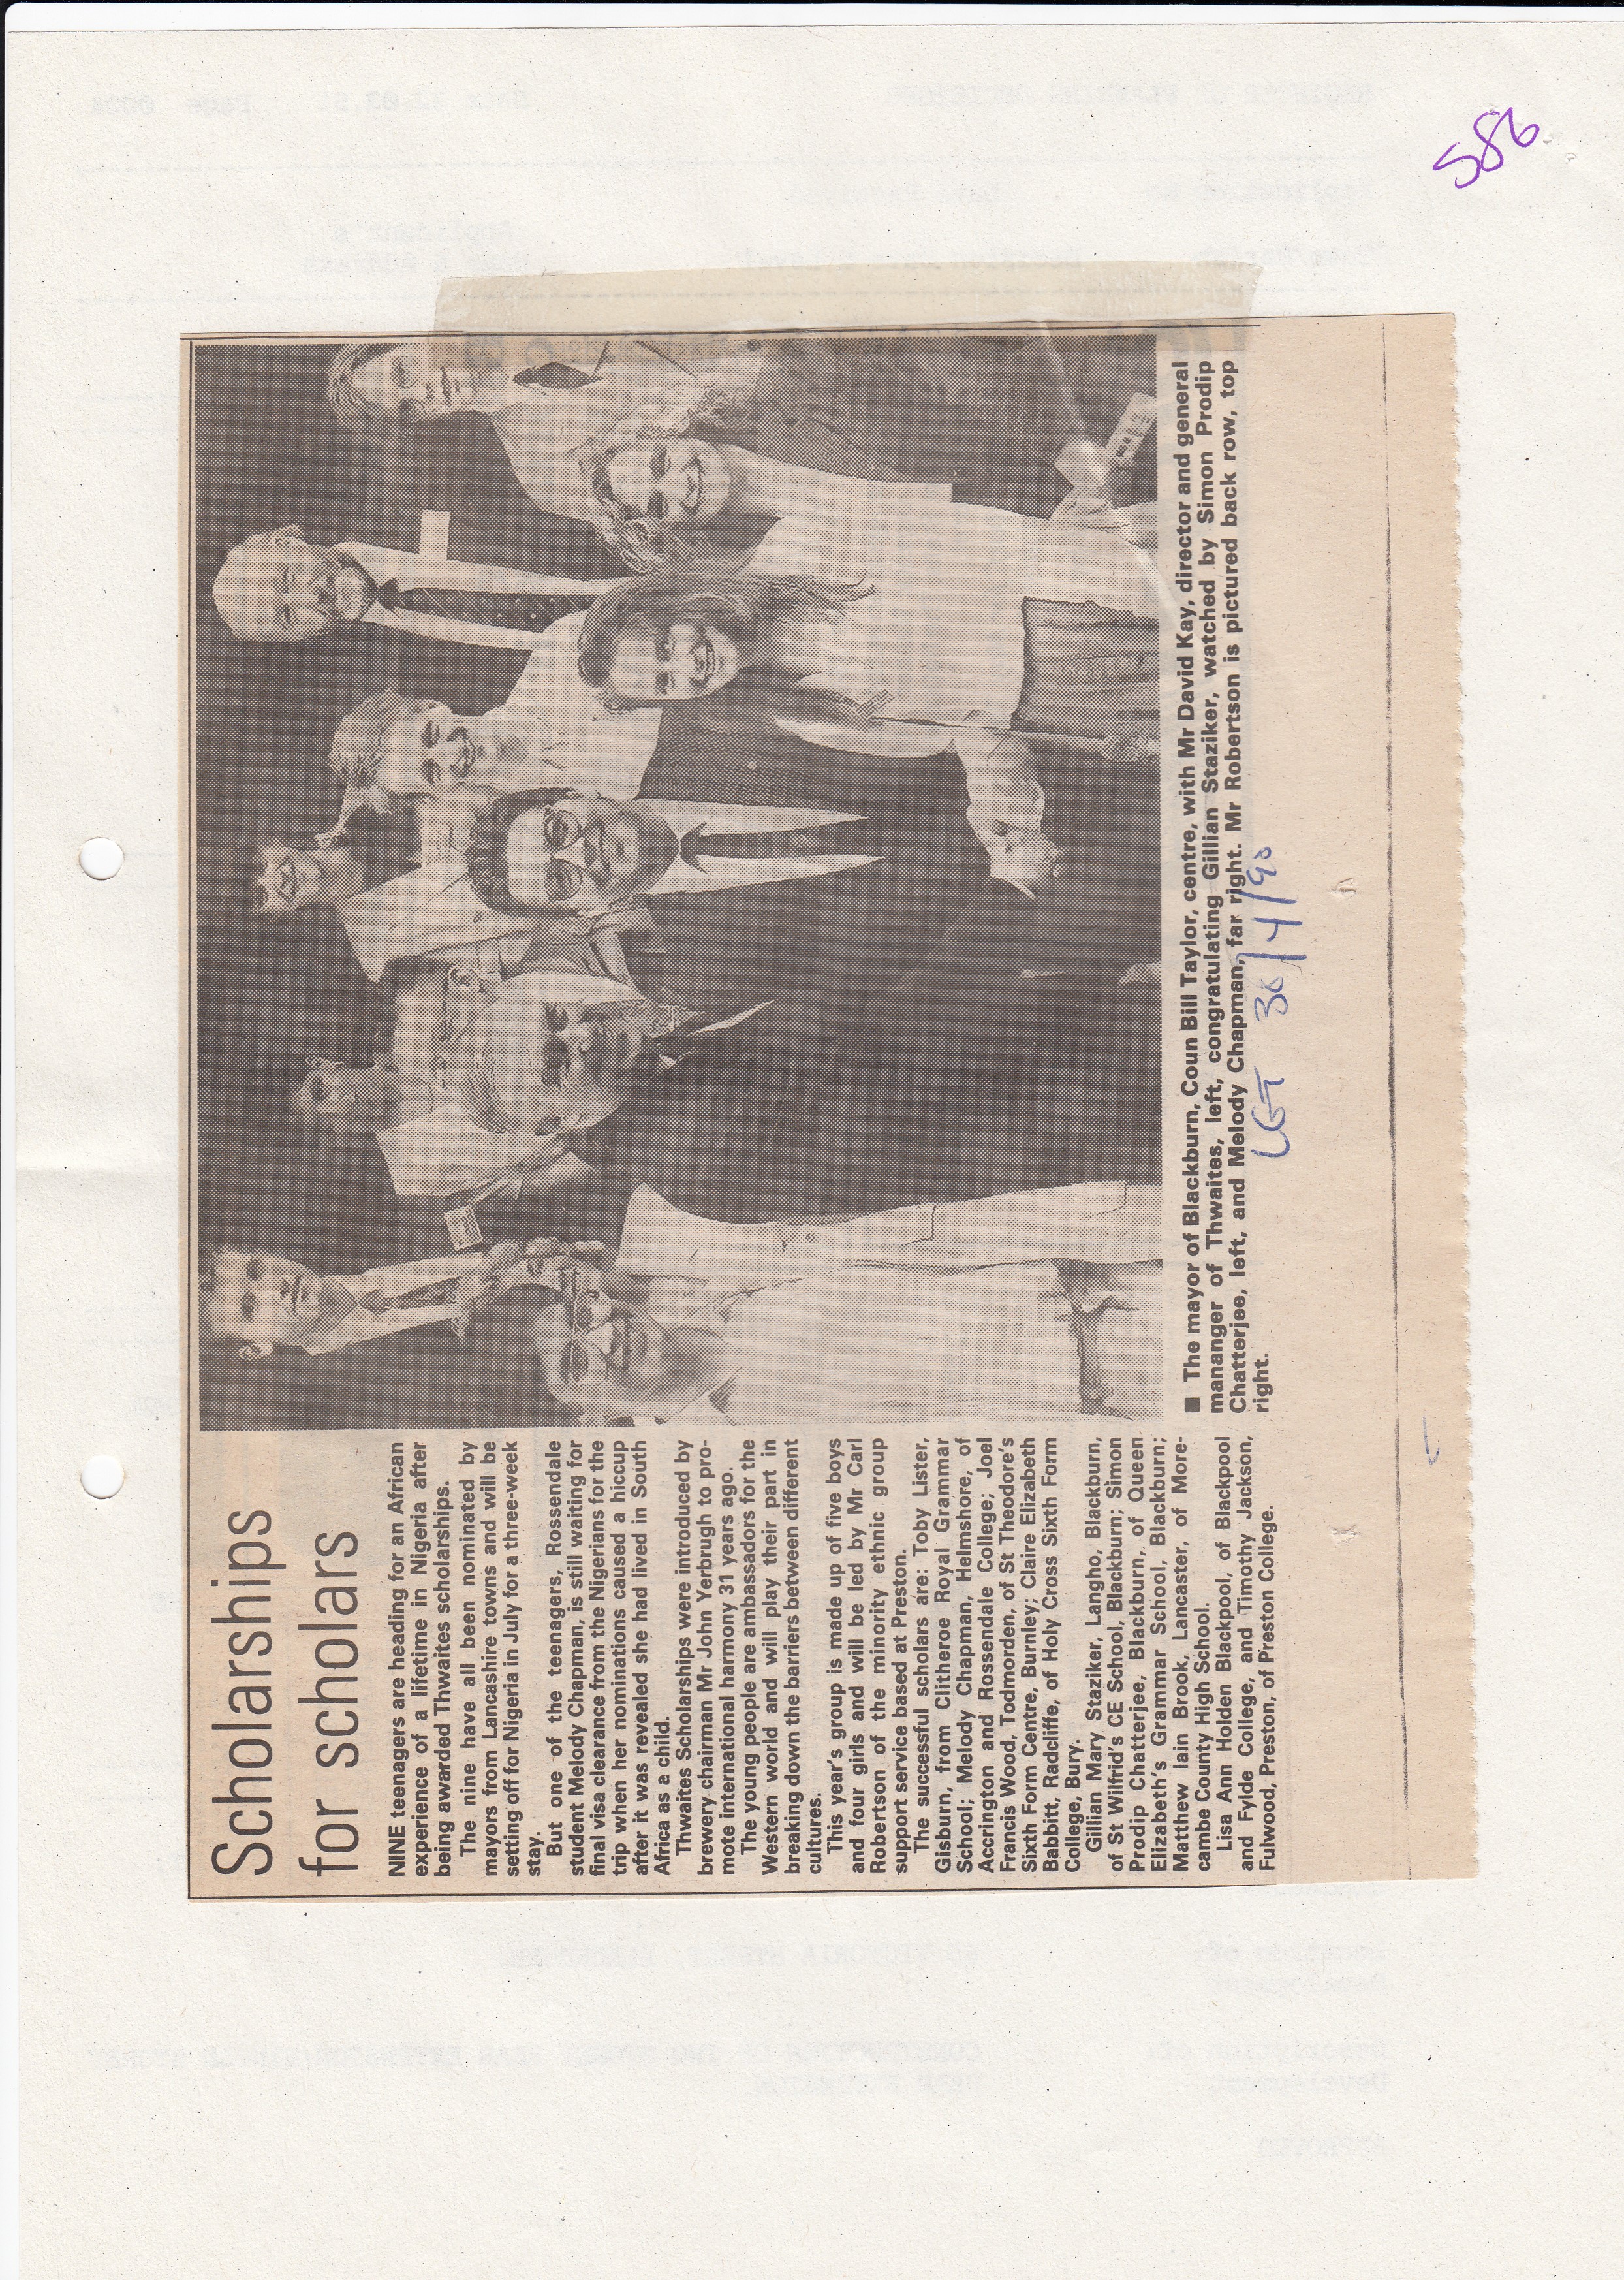 586
Scholarships
for scholars
NINE teenagers are heading for an African
experience of a lifetime in Nigeria after
being awarded Thwaites scholarships.
The nine have all been nominated by
mayors from Lancashire towns and will be
setting off for Nigeria in July for a three-week
stay.
But one of the teenagers, Rossendale
student Melody Chapman, is still waiting for
final visa clearance from the Nigerians for the
trip when her nominations caused a hiccup
after it was revealed she had lived in South
Africa as a child.
Thwaites Scholarships were introduced by
brewery chairman Mr John Yerbrugh to pro-
mote international harmony 31 years ago.
The young people are ambassadors for the
Western world and will play their part in
breaking down the barriers between different
cultures.
This year's group is made up of five boys
and four girls and will be led by Mr Carl
Robertson of the minority ethnic group
support service based at Preston.
The successful scholars are: Toby Lister,
Gisburn, from Clitheroe Royal Grammar
School; Melody Chapman, Helmshore, of
Accrington and Rossendale College; Joel
Francis Wood, Todmorden, of St Theodore's
Sixth Form Centre, Burnley; Claire Elizabeth
Babbitt, Radcliffe, of Holy Cross Sixth Form
College, Bury.
Gillian Mary Staziker, Langho, Blackburn,
of St Wilfrid's CE School, Blackburn; Simon
Prodip Chatterjee, Blackburn, of Queen
Elizabeth's Grammar School, Blackburn;
Matthew Iain Brook, Lancaster, of More-
cambe County High School.
Lisa Ann Holden Blackpool, of Blackpool
and Fylde College, and Timothy Jackson,
Fulwood, Preston, of Preston College.
■ The mayor of Blackburn, Coun Bill Taylor, centre, with Mr David Kay, director and general
mananger of Thwaites, left, congratulating Gillian Staziker, watched by Simon Prodip
Chatterjee, left, and Melody Chapman, far right. Mr Robertson is pictured back row, top
right.
LET 30/4/90